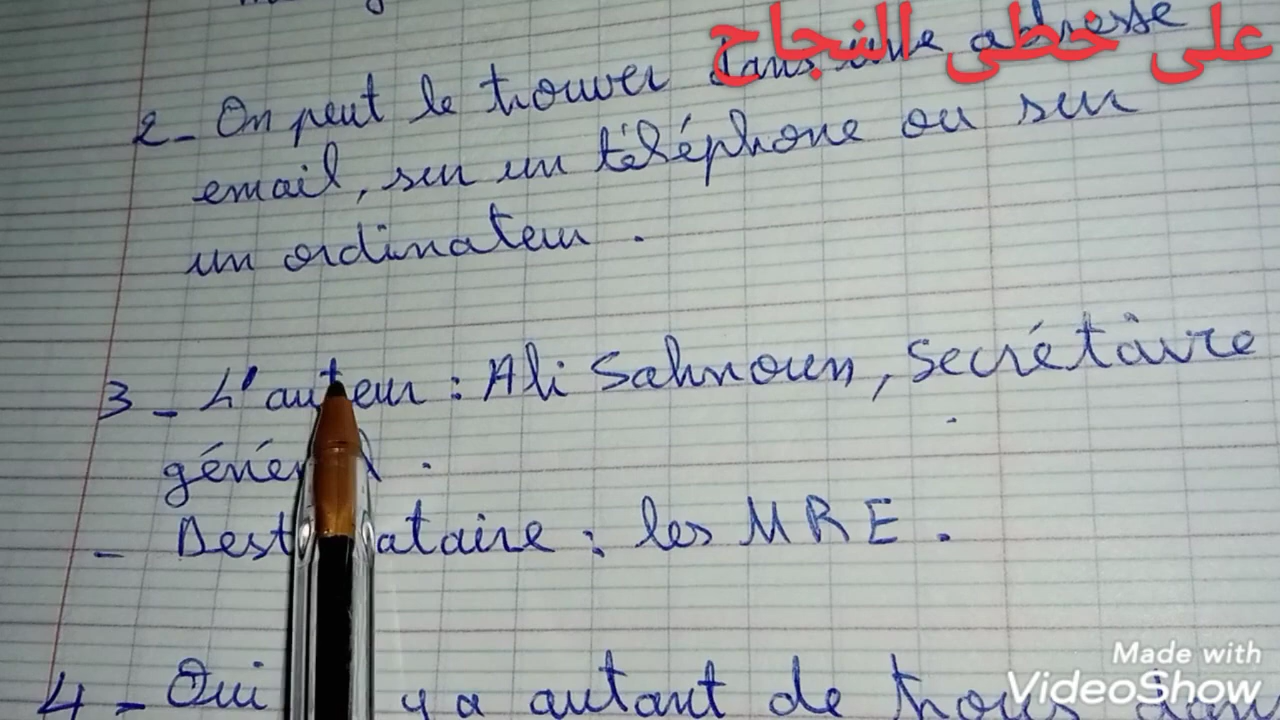 على خطى النجاح
2- On peut le trouver dans une adresse
email, sur un téléphone ou sur
un ordinateur.
3- L'auteur : Ali Sahnoun, secrétaire
général.
- Destinataire : les MRE.
4- Oui y a autant de
Made with
VideoShow